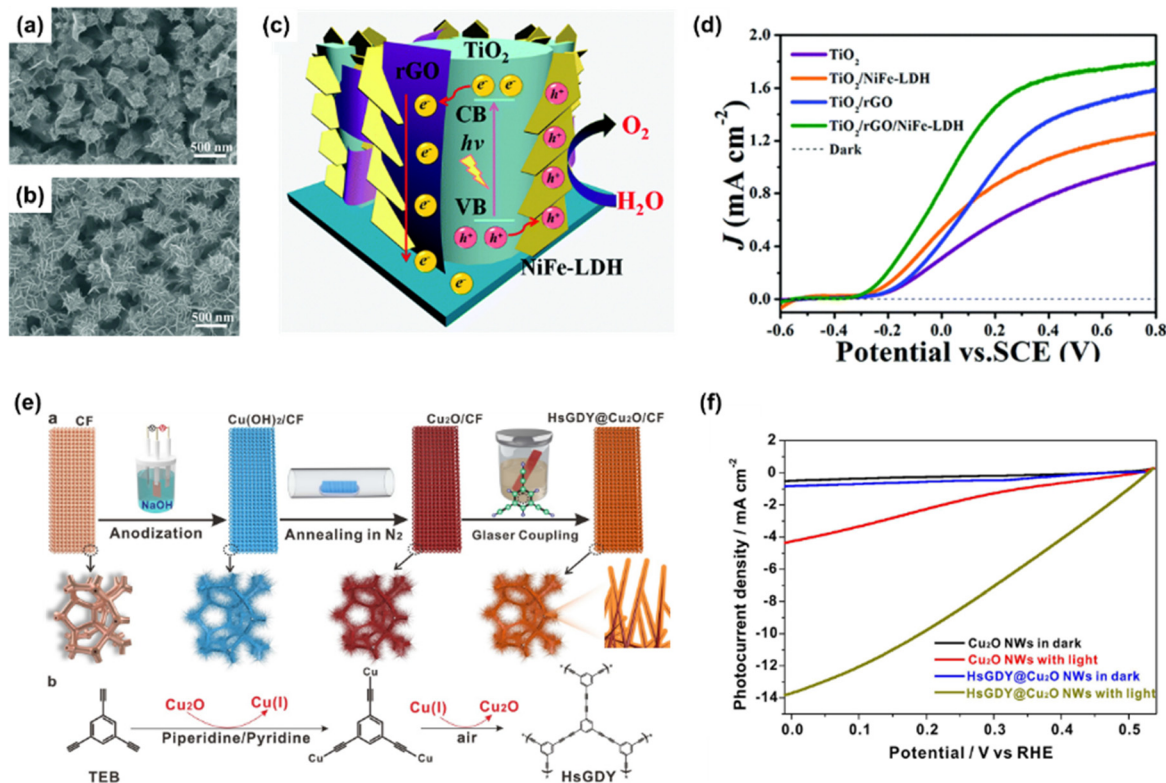 (a)
500 nm
(b)
500 nm
(c)
TiO2
rGO
e-
e-
e-
CB
hν
e-
e-
VB
h+
h+
e-
e-
h+
h+
h+
h+
O2
H2O
NiFe-LDH
(d)
J (mA cm-2)
2.0
1.6
1.2
0.8
0.4
0.0
TiO2
TiO2/NiFe-LDH
TiO2/rGO
TiO2/rGO/NiFe-LDH
Dark
-0.6 -0.4 -0.2 0.0 0.2 0.4 0.6 0.8
Potential vs.SCE (V)
(e)
a
CF
Cu(OH)2/CF
Cu2O/CF
HsGDY@Cu2O/CF
NaOH
Anodization
Annealing in N2
Glaser Coupling
b
Cu
Cu2O
Cu(I)
Cu(I)
Cu2O
Piperidine/Pyridine
air
Cu
Cu
TEB
HsGDY
(f)
Photocurrent density / mA cm-2
2
0
-2
-4
-6
-8
-10
-12
-14
Cu2O NWs in dark
Cu2O NWs with light
HsGDY@Cu2O NWs in dark
HsGDY@Cu2O NWs with light
0.0 0.1 0.2 0.3 0.4 0.5
Potential / V vs RHE